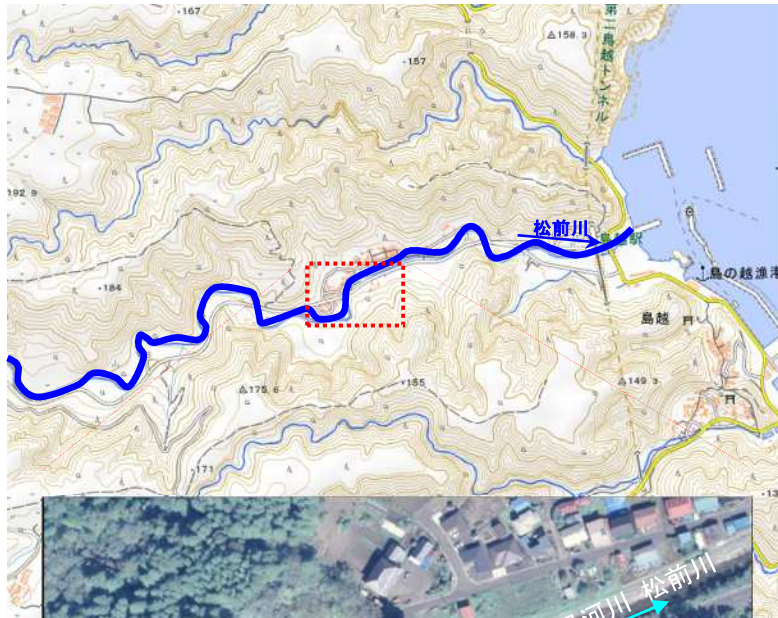 ・167
△158.3
第二島越トンネル
・157
192.9
松前川
島越駅
島の越漁港
・184
島越
△175.6
・155
△149.3
・171
・13
河川 松前川